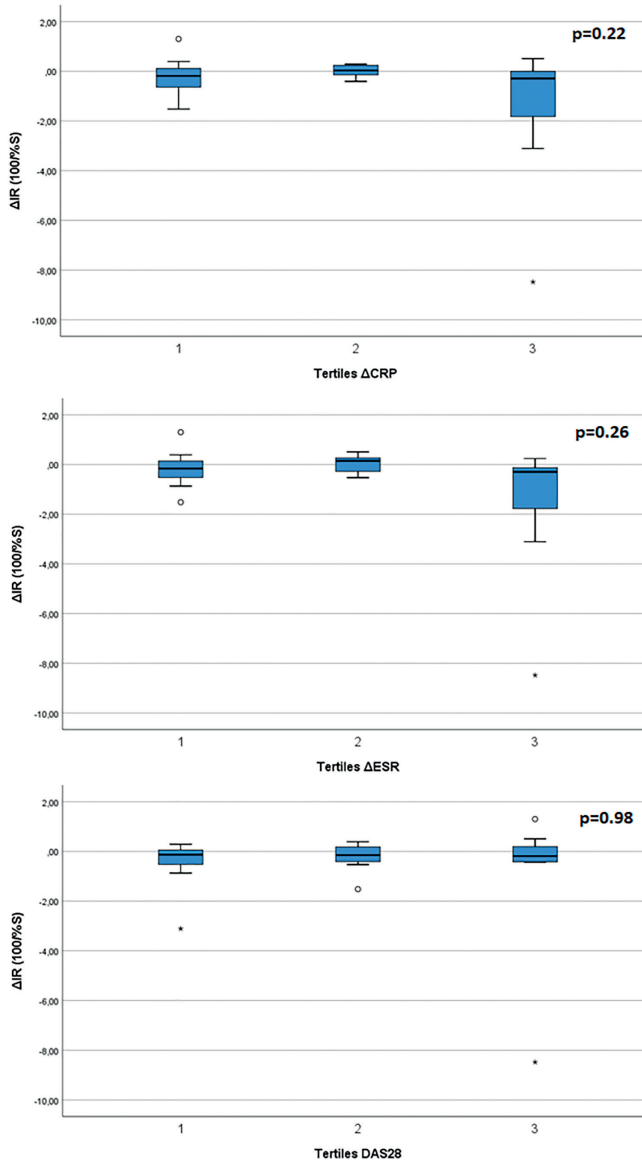 2,00
p=0.22
,00
-2,00
-4,00
-6,00
-8,00
-10,00
ΔIR (100/%S)
1 2 3
Tertiles ΔCRP
2,00
p=0.26
,00
-2,00
-4,00
-6,00
-8,00
-10,00
ΔIR (100/%S)
1 2 3
Tertiles ΔESR
2,00
p=0.98
,00
-2,00
-4,00
-6,00
-8,00
-10,00
ΔIR (100/%S)
1 2 3
Tertiles DAS28